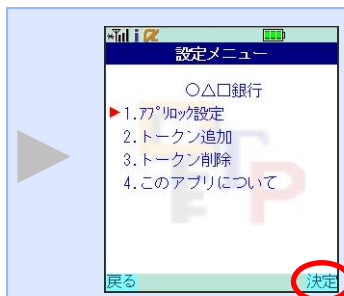 設定メニュー
○△□銀行
1.ｱﾌﾟﾘﾛｯｸ設定
2.トークン追加
3.トークン削除
4.このアプリについて
戻る 決定